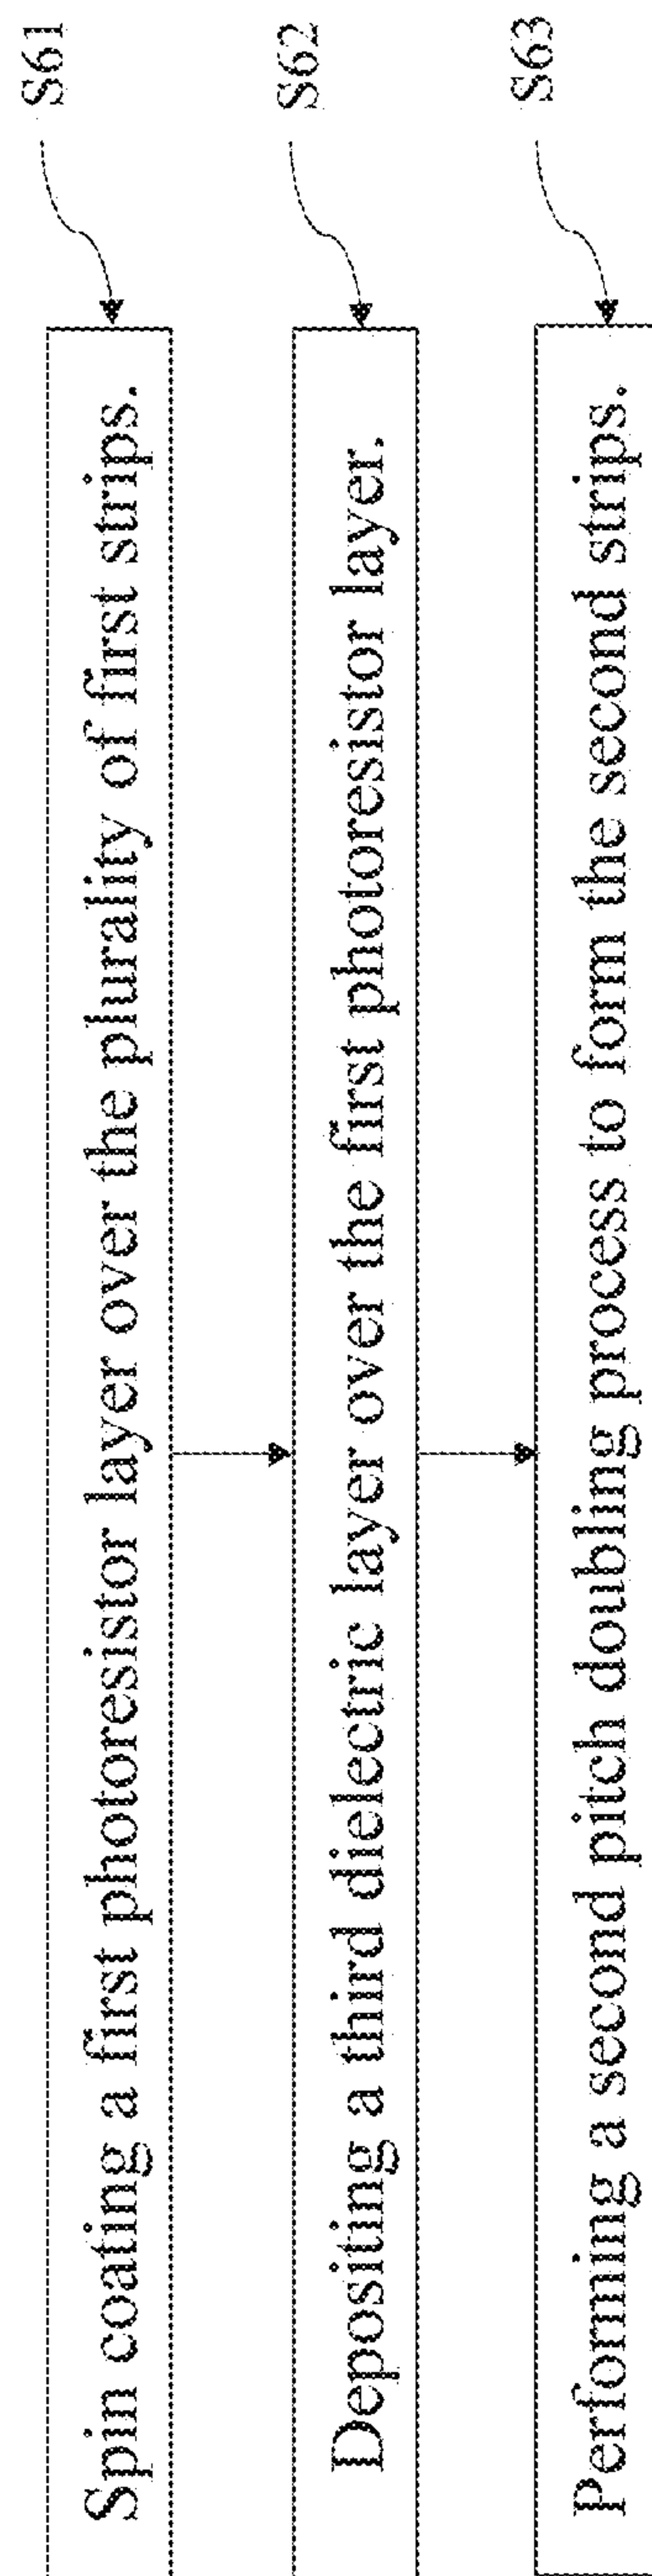 Spin coating a first photoresistor layer over the plurality of first strips.
S61
Depositing a third dielectric layer over the first photoresistor layer.
S62
Performing a second pitch doubling process to form the second strips.
S63